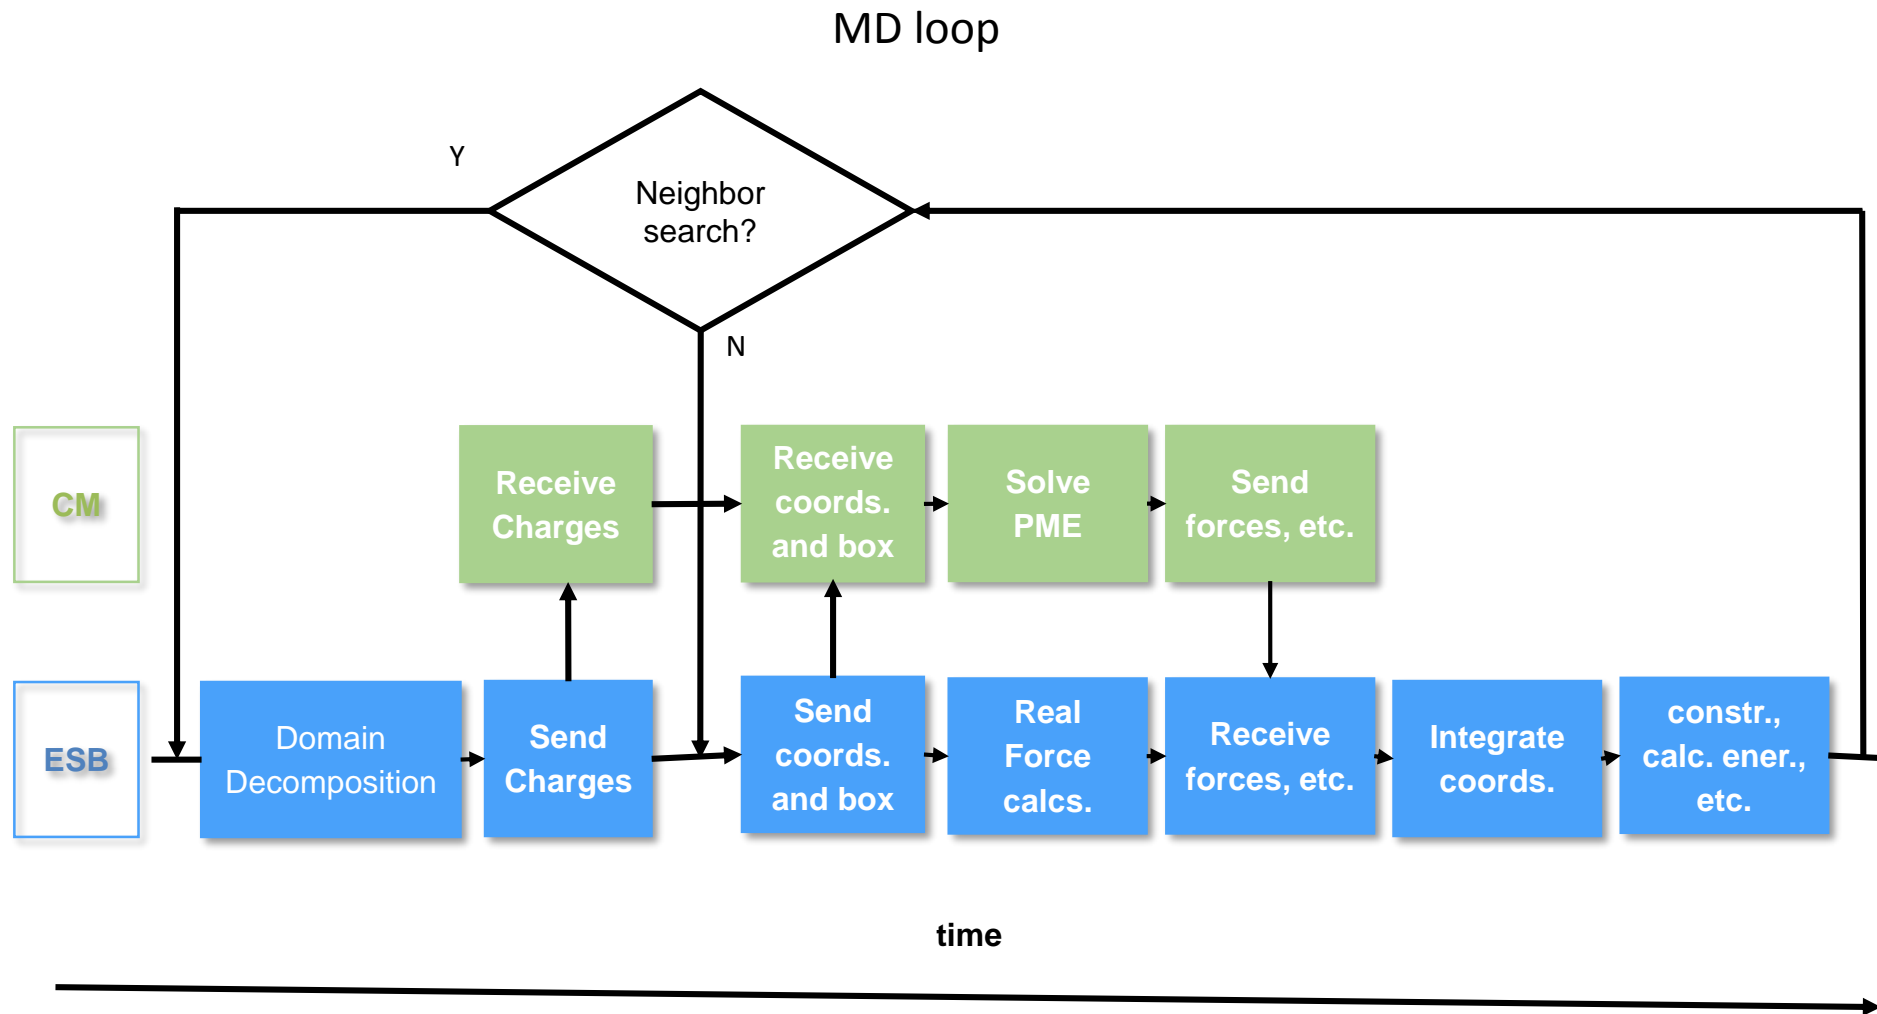 MD loop
Y
Neighbor
search?
N
CM
Receive
Charges
Receive
coords.
and box
Solve
PME
Send
forces, etc.
ESB
Domain
Decomposition
Send
Charges
Send
coords.
and box
Real
Force
calcs.
Receive
forces, etc.
Integrate
coords.
constr.,
calc. ener.,
etc.
time